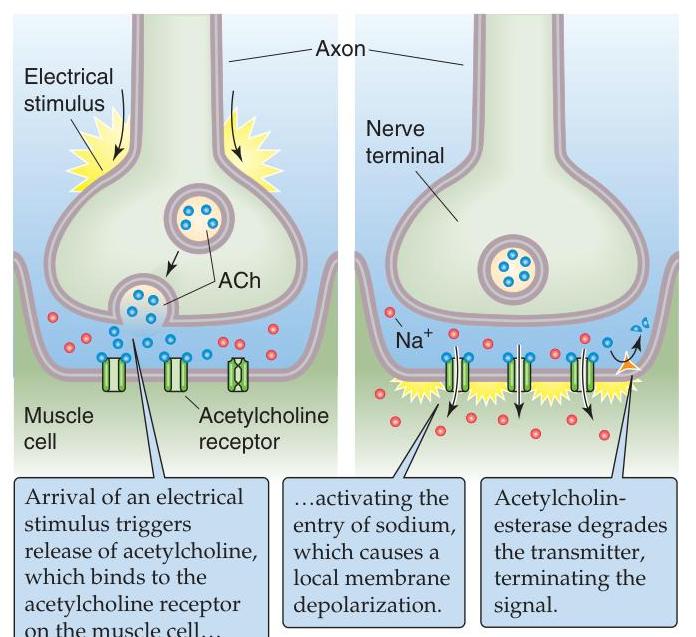 Axon
Electrical
stimulus
Nerve
terminal
ACh
Na+
Muscle
cell
Acetylcholine
receptor
Arrival of an electrical
stimulus triggers
release of acetylcholine,
which binds to the
acetylcholine receptor
on the muscle cell…
…activating the
entry of sodium,
which causes a
local membrane
depolarization.
Acetylcholin-
esterase degrades
the transmitter,
terminating the
signal.